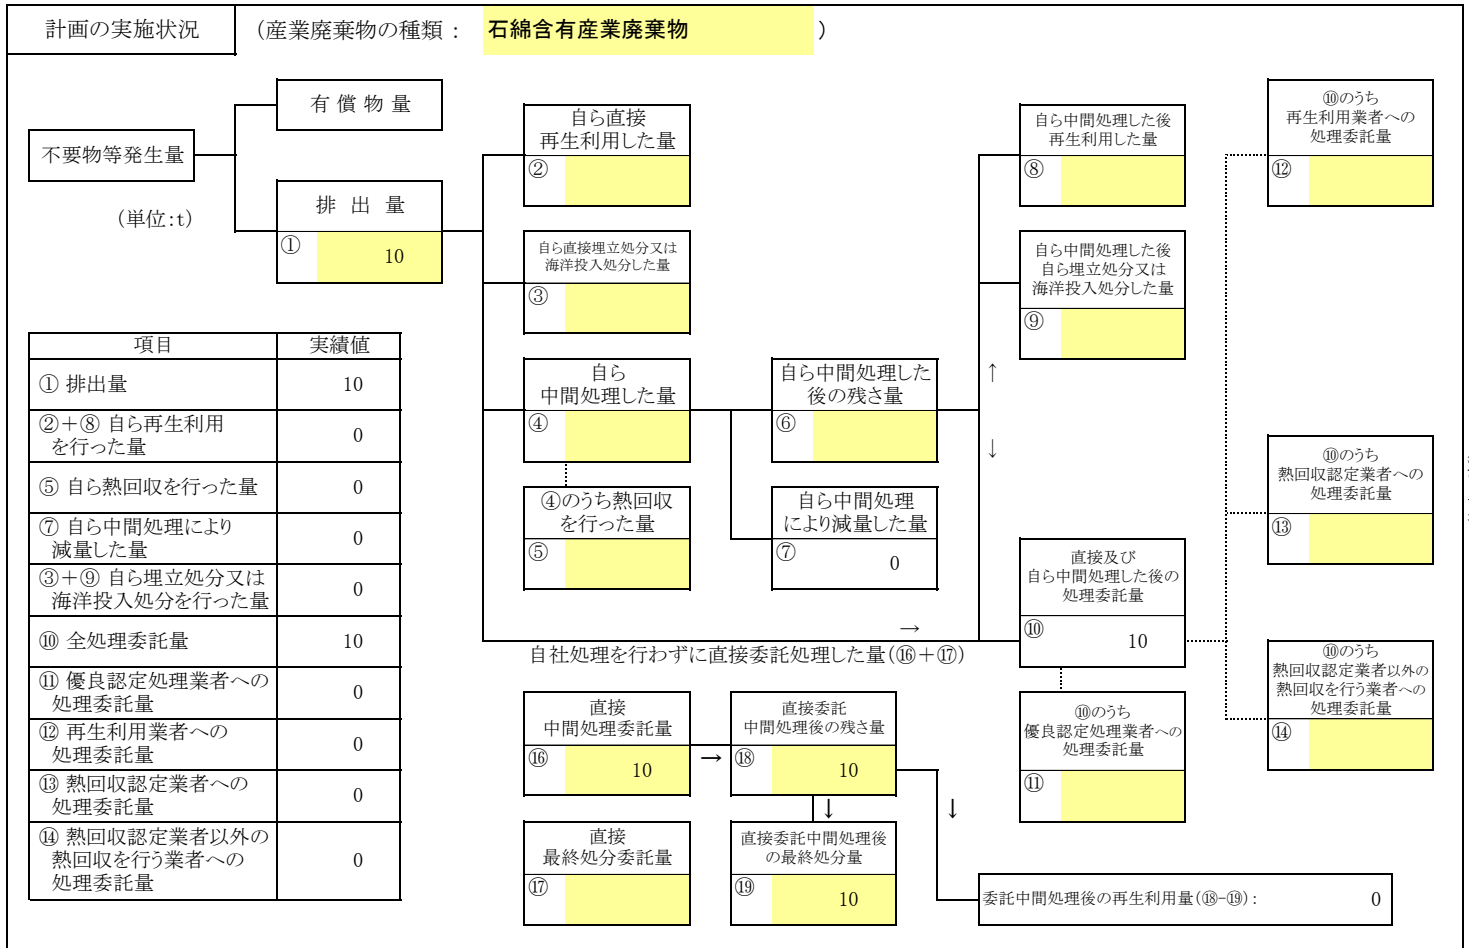 計画の実施状況
（産業廃棄物の種類：　石綿含有産業廃棄物　）
有 償 物 量
不要物等発生量
（単位:t）
排 出 量
① 10
自ら直接
再生利用した量
②
自ら直接埋立処分又は
海洋投入処分した量
③
自ら
中間処理した量
④
④のうち熱回収
を行った量
⑤
自ら中間処理した
後の残さ量
⑥
自ら中間処理
により減量した量
⑦ 0
自ら中間処理した後
再生利用した量
⑧
自ら中間処理した後
自ら埋立処分又は
海洋投入処分した量
⑨
↑
↓
直接及び
自ら中間処理した後の
処理委託量
⑩ 10
⑩のうち
優良認定処理業者への
処理委託量
⑪
⑩のうち
再生利用業者への
処理委託量
⑫
⑩のうち
熱回収認定業者への
処理委託量
⑬
⑩のうち
熱回収認定業者以外の
熱回収を行う業者への
処理委託量
⑭
→
自社処理を行わずに直接委託処理した量(⑯＋⑰)
直接
中間処理委託量
⑯ 10
→
直接委託
中間処理後の残さ量
⑱ 10
↓
↓
直接
最終処分委託量
⑰
直接委託中間処理後
の最終処分量
⑲ 10
委託中間処理後の再生利用量(⑱-⑲)： 0
項目 実績値
① 排出量 10
②＋⑧ 自ら再生利用
を行った量 0
⑤ 自ら熱回収を行った量 0
⑦ 自ら中間処理により
減量した量 0
③＋⑨ 自ら埋立処分又は
海洋投入処分を行った量 0
⑩ 全処理委託量 10
⑪ 優良認定処理業者への
処理委託量 0
⑫ 再生利用業者への
処理委託量 0
⑬ 熱回収認定業者への
処理委託量 0
⑭ 熱回収認定業者以外の
熱回収を行う業者への
処理委託量 0